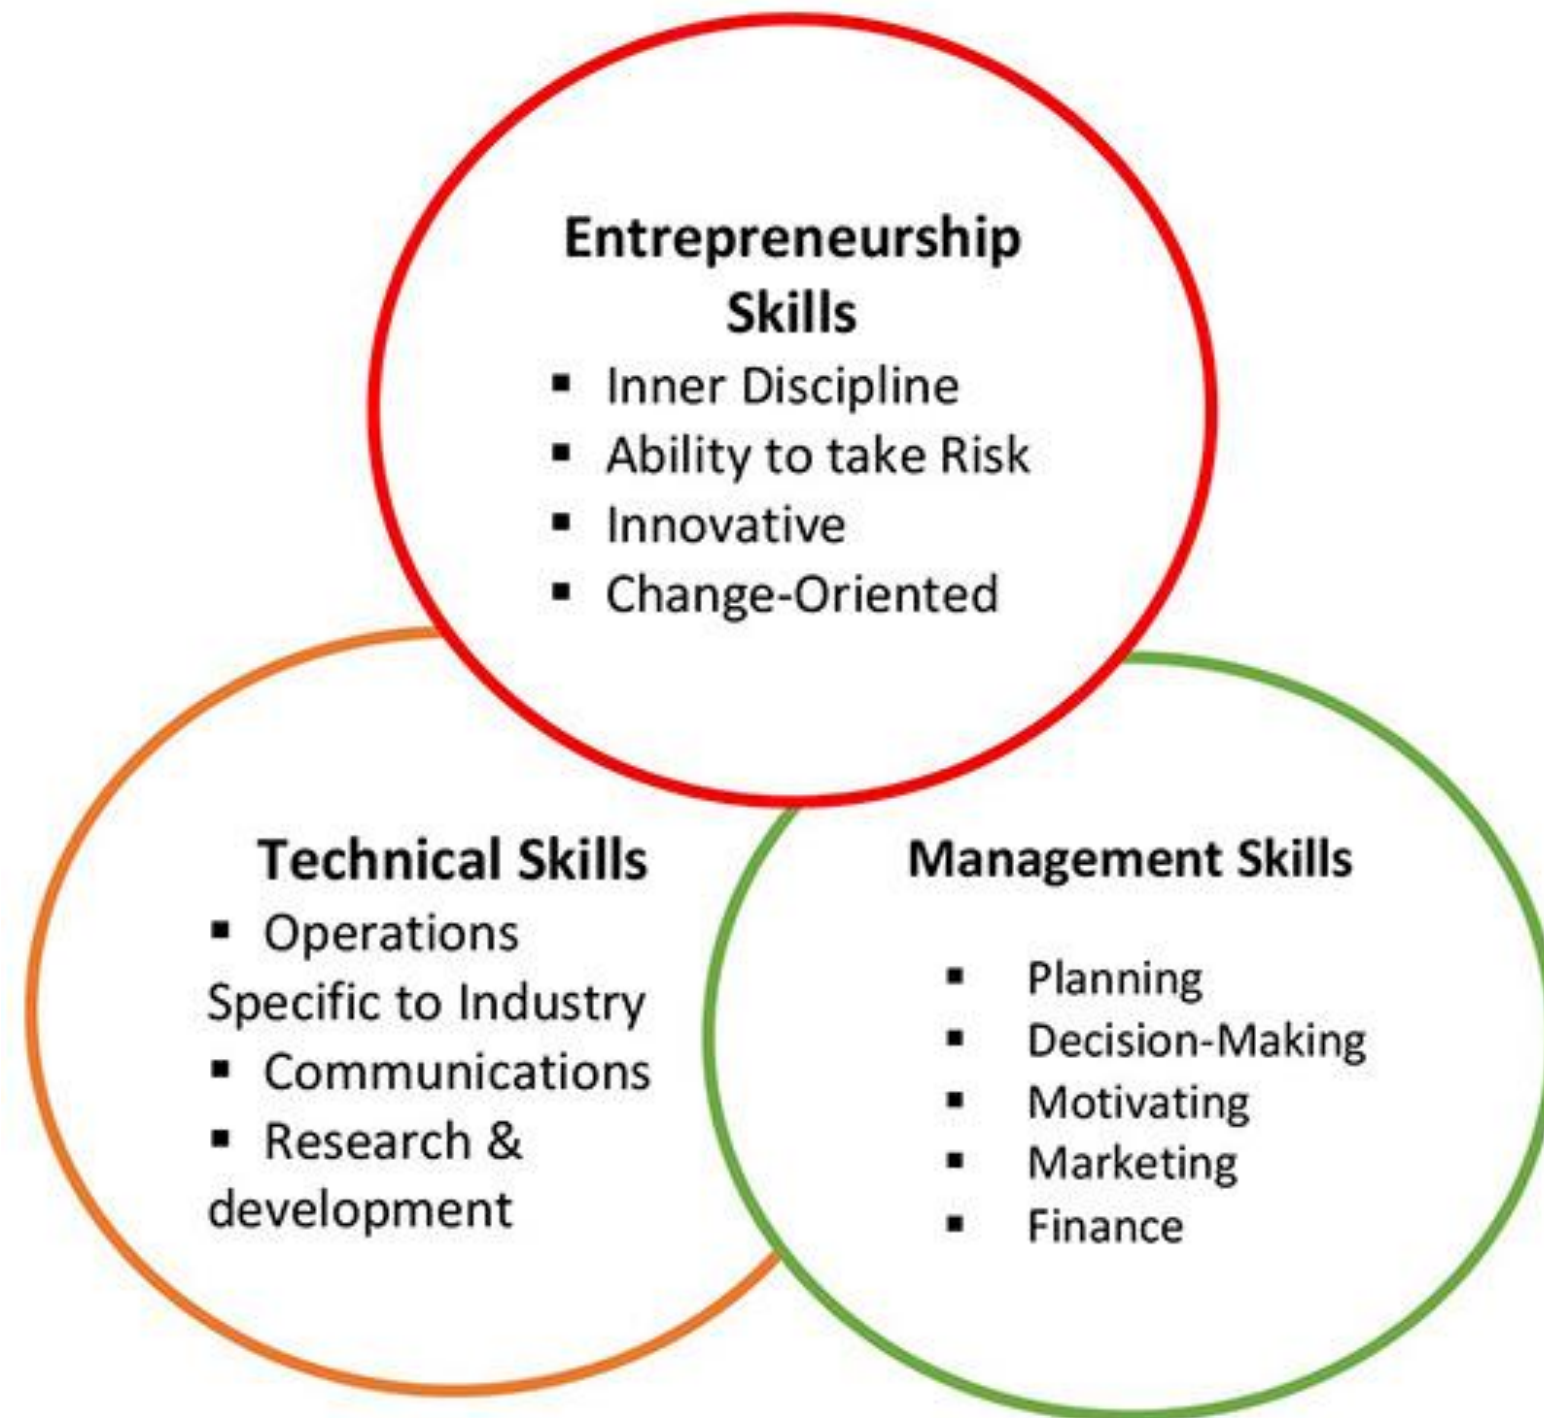 Entrepreneurship
Skills
▪ Inner Discipline
▪ Ability to take Risk
▪ Innovative
▪ Change-Oriented
Technical Skills
▪ Operations
Specific to Industry
▪ Communications
▪ Research &
development
Management Skills
▪ Planning
▪ Decision-Making
▪ Motivating
▪ Marketing
▪ Finance